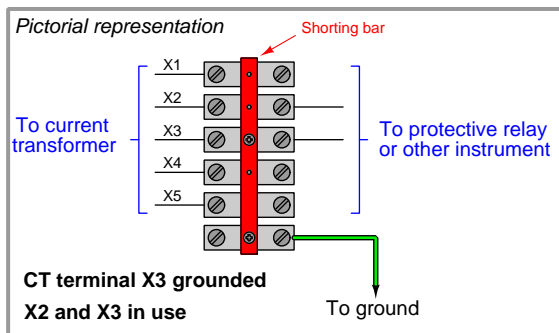 Pictorial representation
Shorting bar
X1
X2
X3
X4
X5
To current
transformer
To protective relay
or other instrument
CT terminal X3 grounded
X2 and X3 in use
To ground